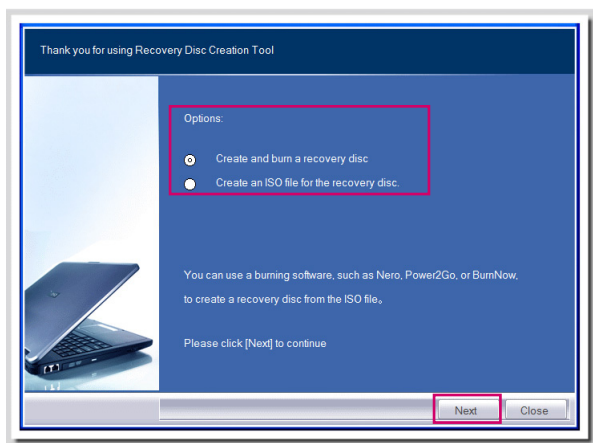 Thank you for using Recovery Disc Creation Tool
Options:
Create and burn a recovery disc
Create an ISO file for the recovery disc.
You can use a burning software, such as Nero, Power2Go, or BurnNow,
to create a recovery disc from the ISO file。
Please click [Next] to continue
Next
Close